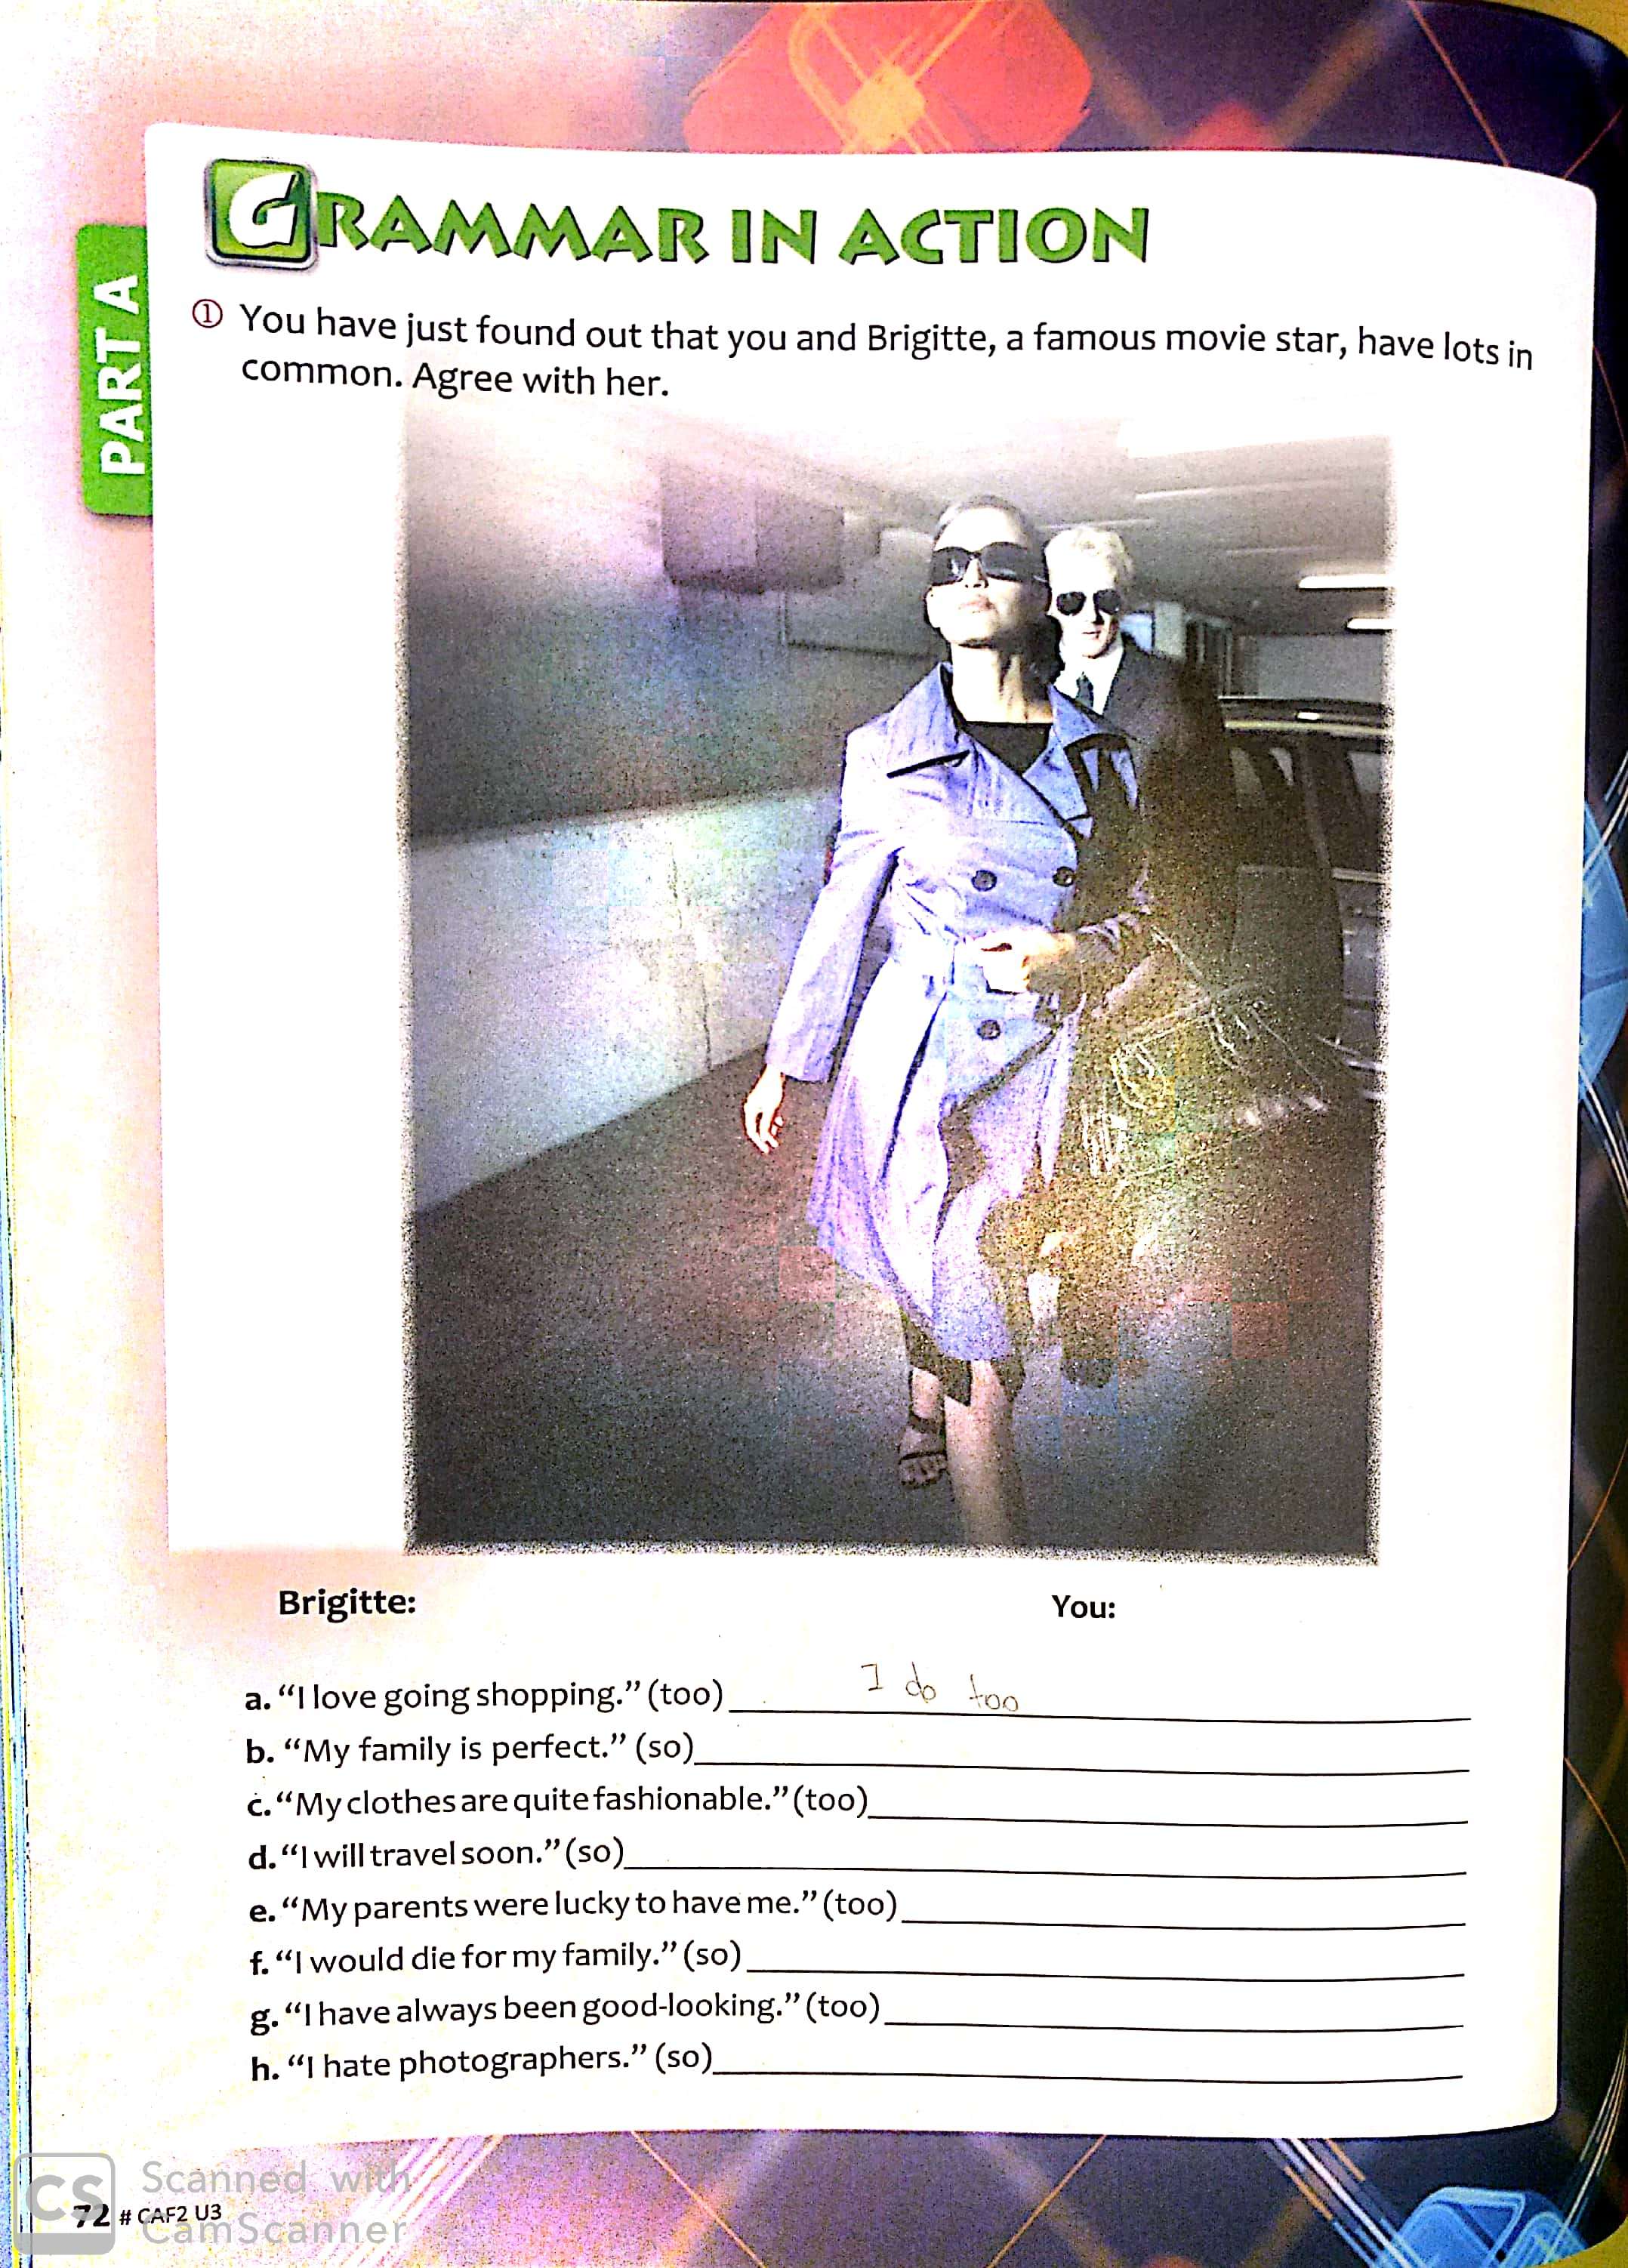 GRAMMAR IN ACTION
PART A
① You have just found out that you and Brigitte, a famous movie star, have lots in
common. Agree with her.
Brigitte:
You:
a. “I love going shopping.” (too) I do too
b. “My family is perfect.” (so)
c. “My clothes are quite fashionable.” (too)
d. “I will travel soon.” (so)
e. “My parents were lucky to have me.” (too)
f. “I would die for my family.” (so)
g. “I have always been good-looking.” (too)
h. “I hate photographers.” (so)
CS Scanned with
72 # CAF2 U3
CamScanner